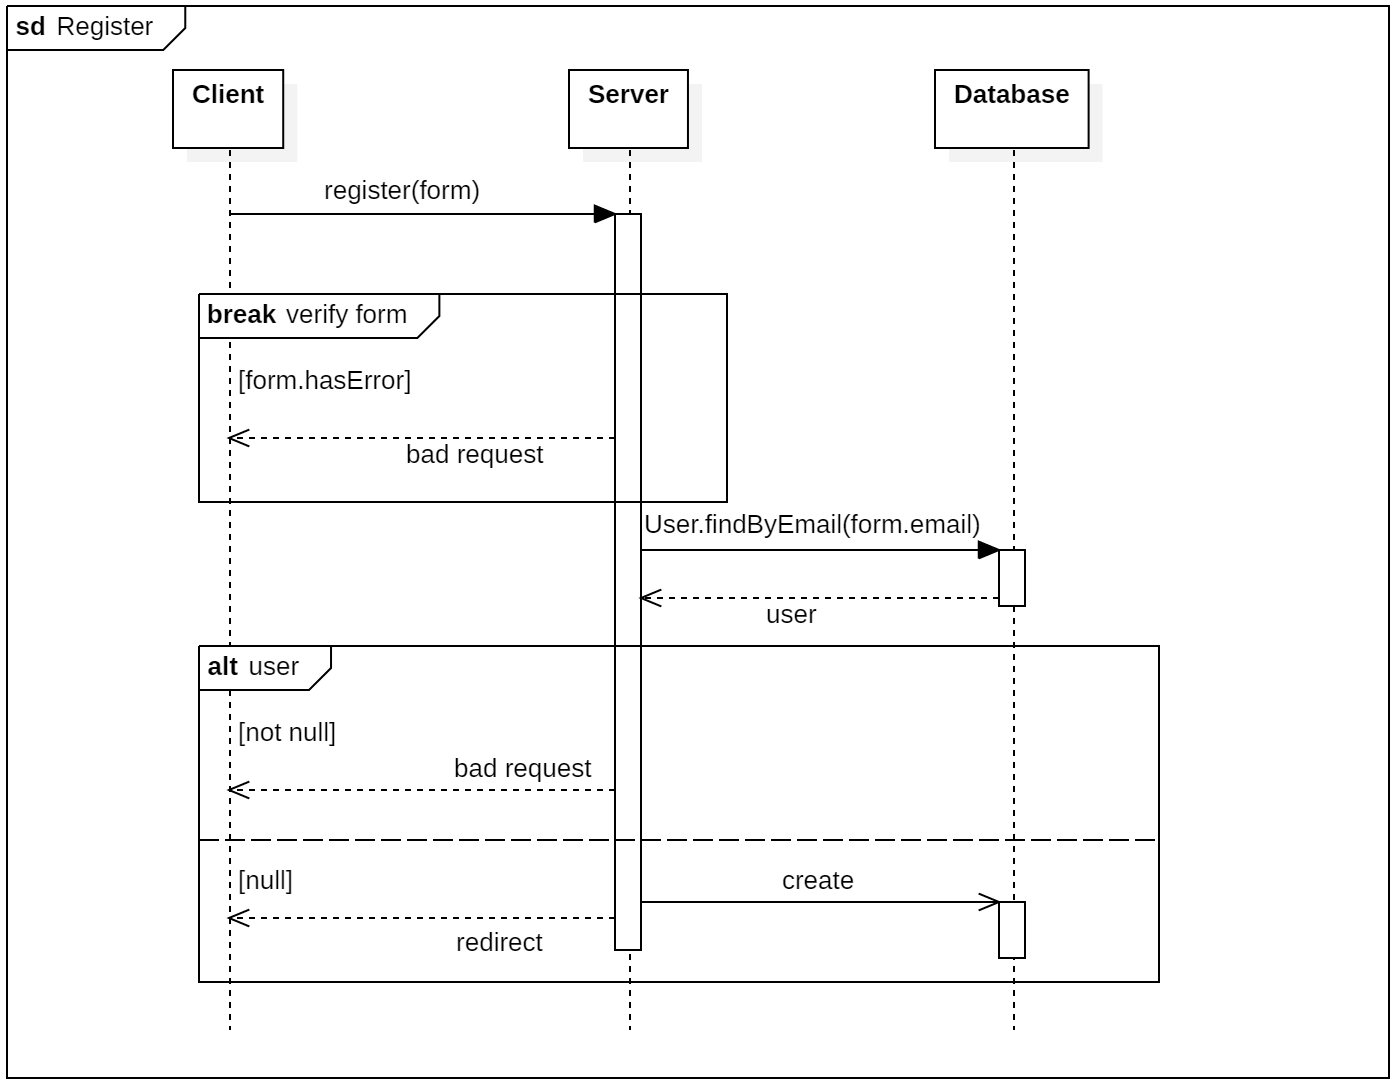 sd Register
Client
Server
Database
register(form)
break verify form
[form.hasError]
bad request
User.findByEmail(form.email)
user
alt user
[not null]
bad request
[null]
create
redirect